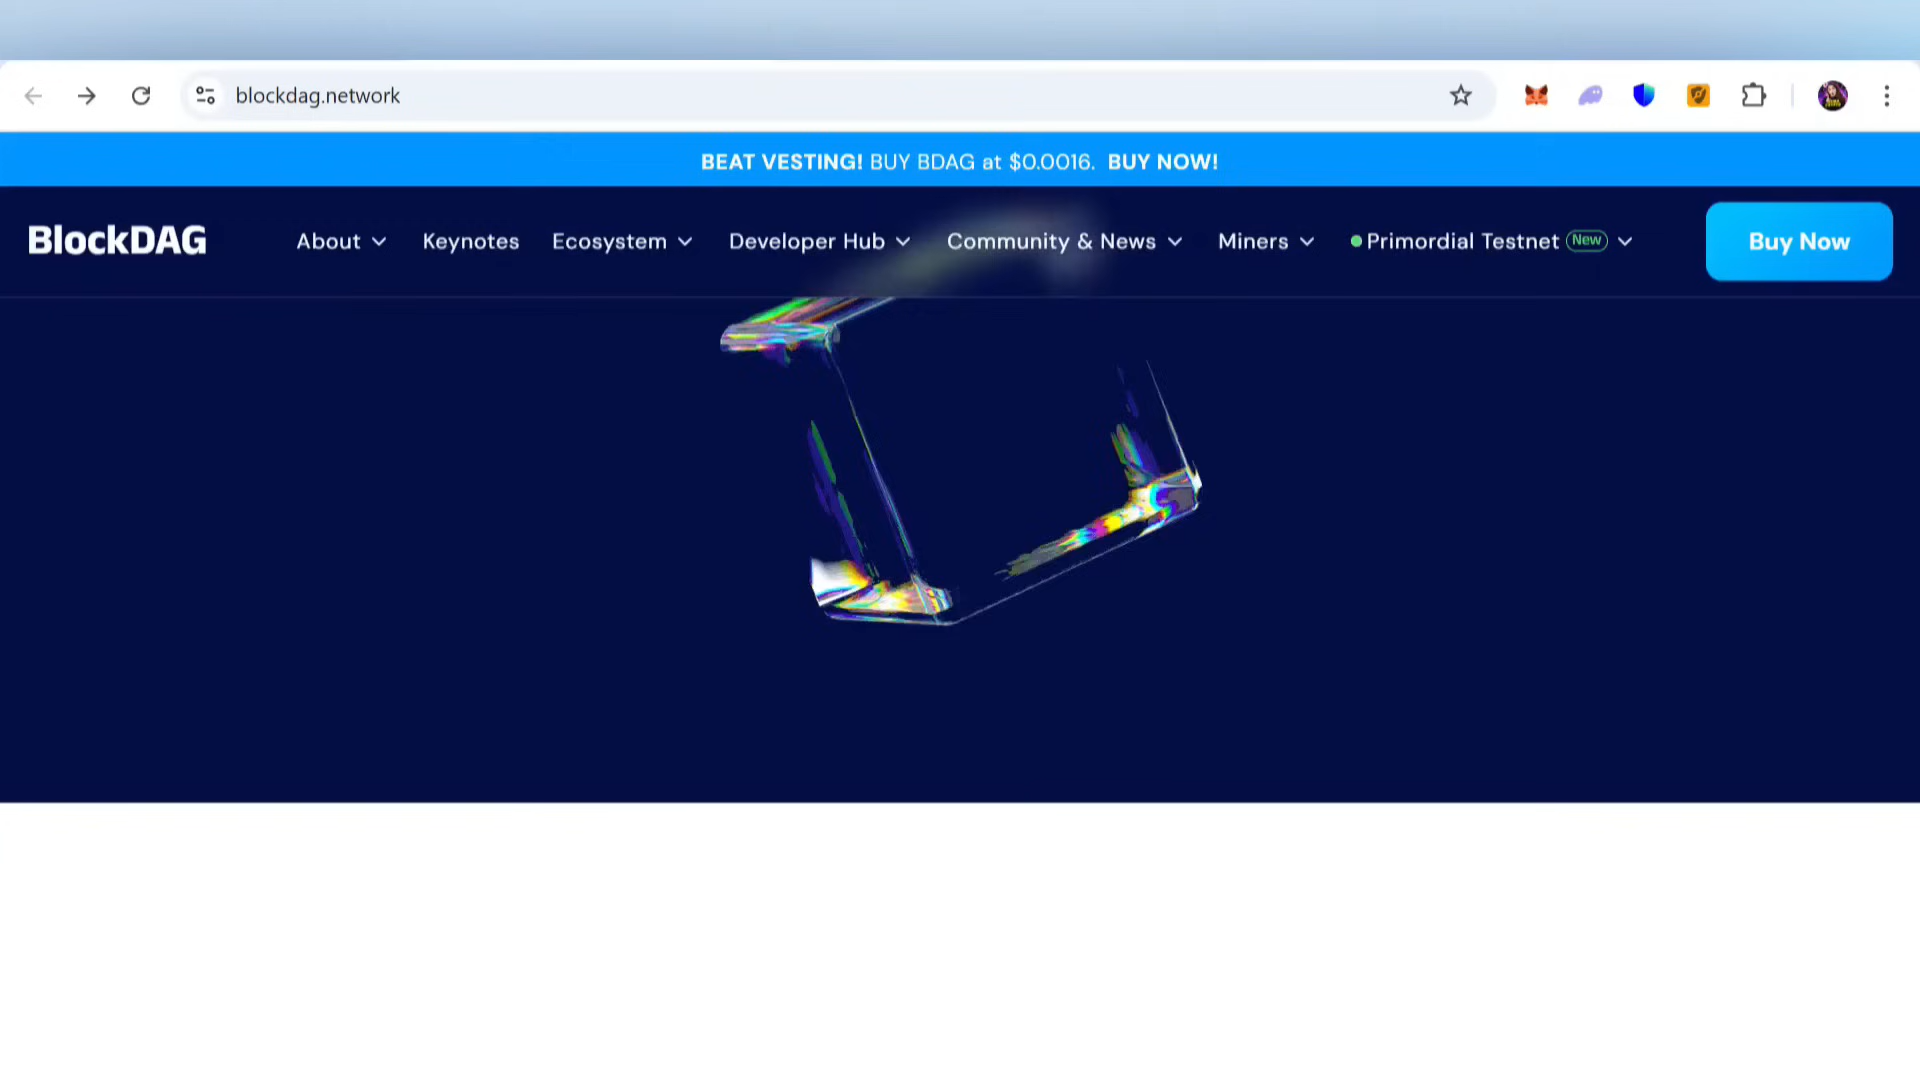 blockdag.network
BEAT VESTING! BUY BDAG at $0.0016. BUY NOW!
BlockDAG
About
Keynotes
Ecosystem
Developer Hub
Community & News
Miners
Primordial Testnet New
Buy Now